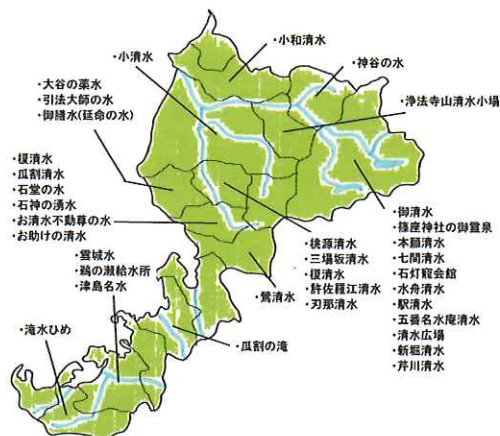 ・小和清水
・小清水
・神谷の水
・大谷の薬水
・引法大師の水
・御膳水(延命の水)
・浄法寺山清水小場
・榎清水
・瓜割清水
・石堂の水
・石神の湧水
・お清水不動尊の水
・お助けの清水
・御清水
・篠座神社の御霊泉
・本願清水
・七間清水
・石灯寵会館
・水舟清水
・駅清水
・五番名水庵清水
・清水広場
・新堀清水
・芹川清水
・桃源清水
・三場坂清水
・榎清水
・許佐羅江清水
・刃那清水
・雲城水
・鵜の瀬給水所
・津島名水
・鶯清水
・瓜割の滝
・滝水ひめ